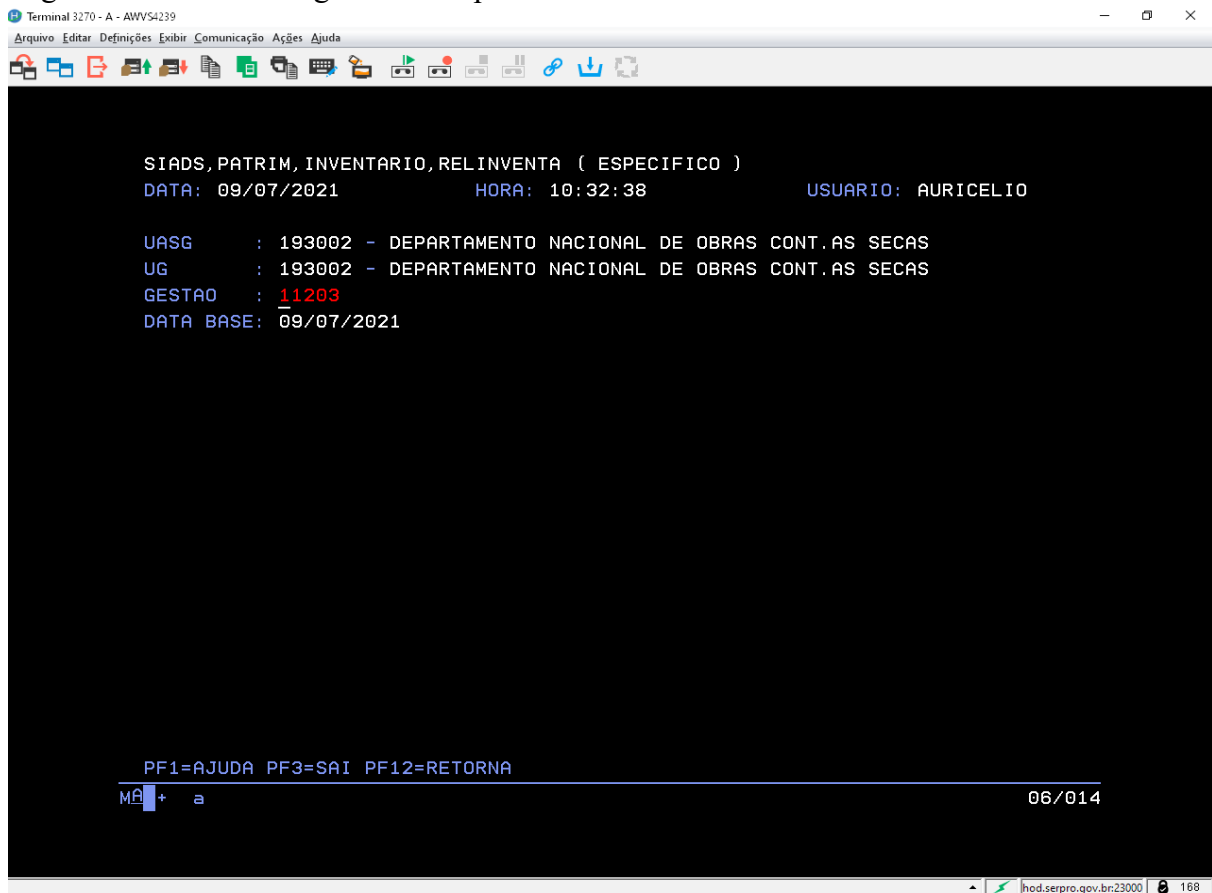 Terminal 3270 - A - AWVS4239
Arquivo Editar Definições Exibir Comunicação Ações Ajuda
SIADS,PATRIM,INVENTARIO,RELINVENTA ( ESPECIFICO )
DATA: 09/07/2021 HORA: 10:32:38 USUARIO: AURICELIO
UASG : 193002 - DEPARTAMENTO NACIONAL DE OBRAS CONT.AS SECAS
UG : 193002 - DEPARTAMENTO NACIONAL DE OBRAS CONT.AS SECAS
GESTAO : 11203
DATA BASE: 09/07/2021
PF1=AJUDA PF3=SAI PF12=RETORNA
MA + a 06/014
hod.serpro.gov.br:23000 168